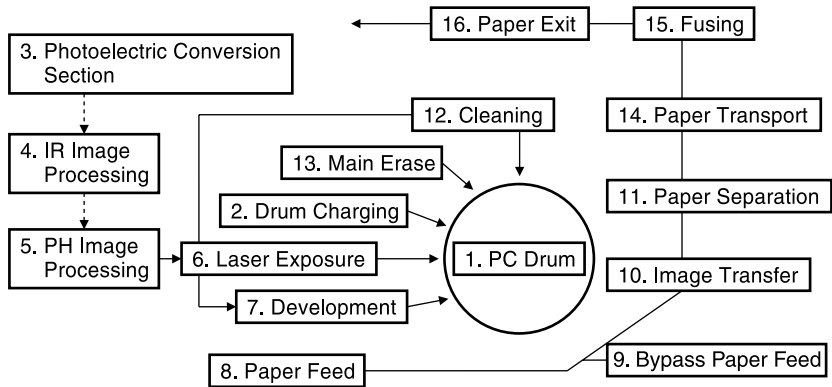 16. Paper Exit
15. Fusing
3. Photoelectric Conversion
Section
12. Cleaning
14. Paper Transport
4. IR Image
Processing
13. Main Erase
11. Paper Separation
2. Drum Charging
5. PH Image
Processing
6. Laser Exposure
1. PC Drum
10. Image Transfer
7. Development
8. Paper Feed
9. Bypass Paper Feed